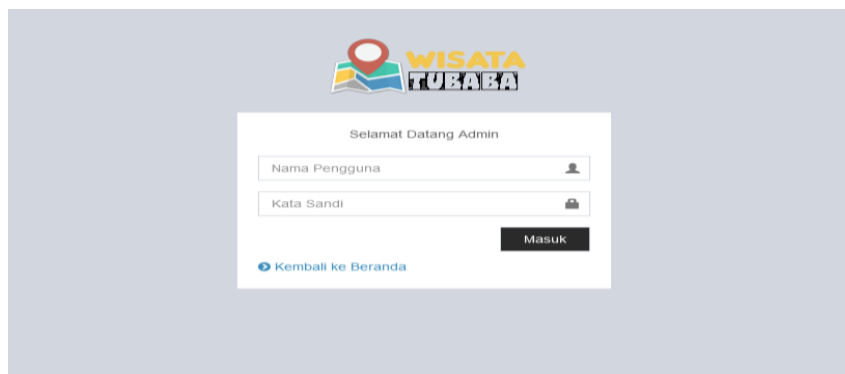 WISATA
TUBABA
Selamat Datang Admin
Nama Pengguna
Kata Sandi
Masuk
Kembali ke Beranda